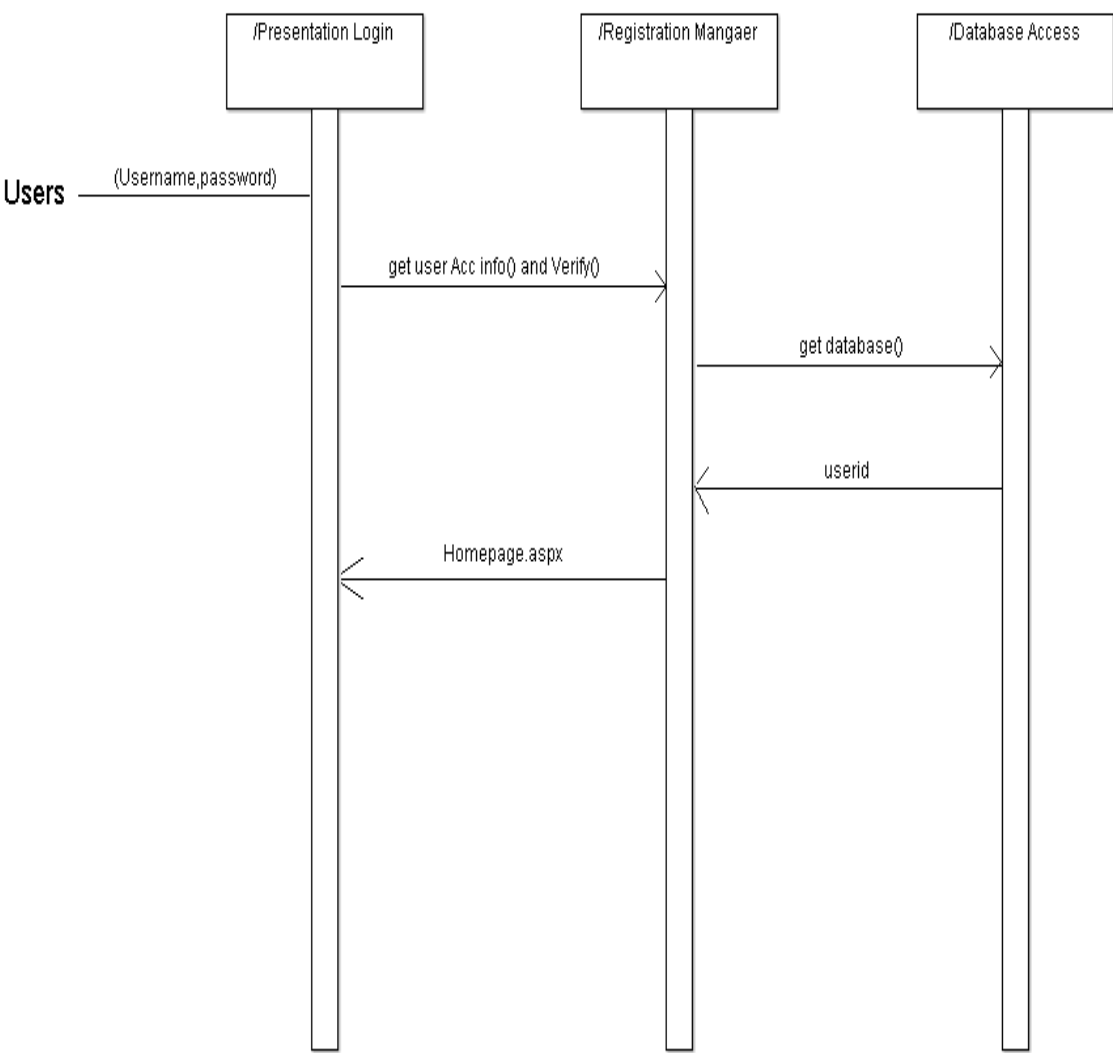 /Presentation Login
/Registration Mangaer
/Database Access
Users
(Username,password)
get user Acc info() and Verify()
get database()
userid
Homepage.aspx